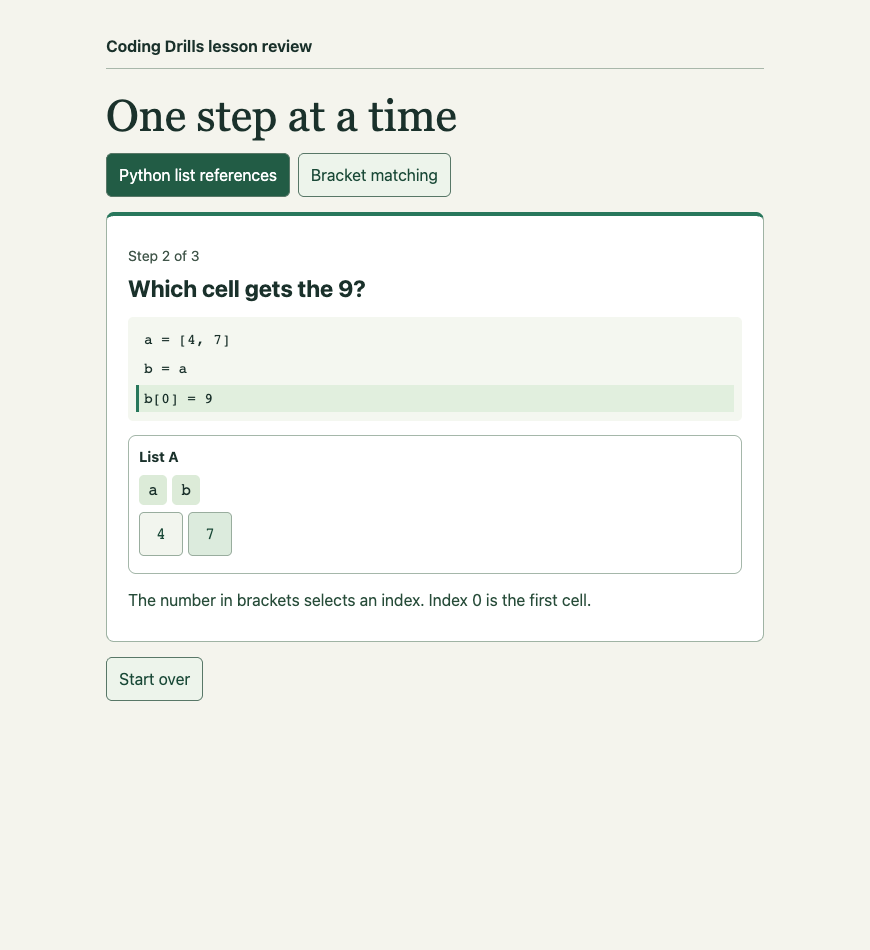 Coding Drills lesson review
One step at a time
Python list references
Bracket matching
Step 2 of 3
Which cell gets the 9?
a = [4, 7]
b = a
b[0] = 9
List A
a b
4 7
The number in brackets selects an index. Index 0 is the first cell.
Start over